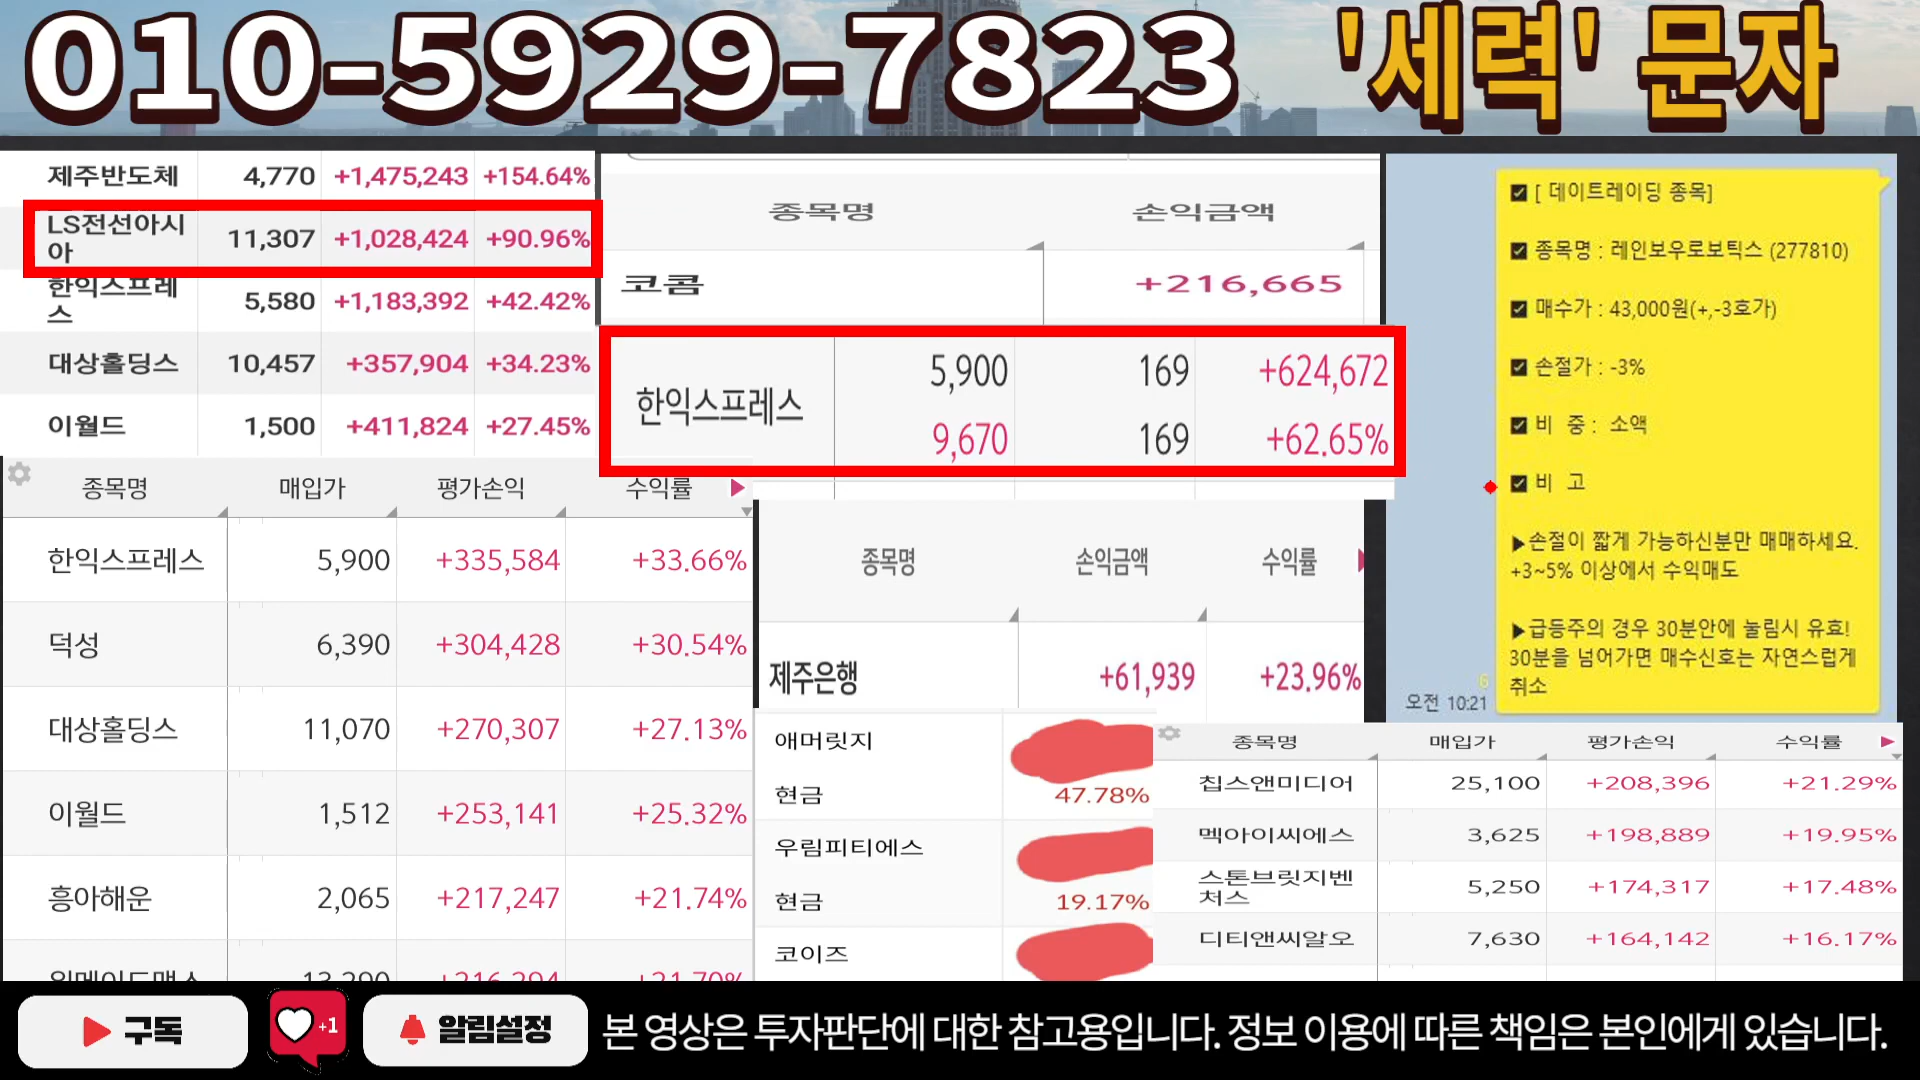 010-5929-7823 '세력' 문자
제주반도체 4,770 +1,475,243 +154.64%
LS전선아시아 11,307 +1,028,424 +90.96%
한익스프레스 5,580 +1,183,392 +42.42%
대상홀딩스 10,457 +357,904 +34.23%
이월드 1,500 +411,824 +27.45%
종목명 손익금액
코콤 +216,665
한익스프레스 5,900 169 +624,672
9,670 169 +62.65%
종목명 매입가 평가손익 수익률
한익스프레스 5,900 +335,584 +33.66%
덕성 6,390 +304,428 +30.54%
대상홀딩스 11,070 +270,307 +27.13%
이월드 1,512 +253,141 +25.32%
흥아해운 2,065 +217,247 +21.74%
종목명 손익금액 수익률
제주은행 +61,939 +23.96%
애머릿지
현금 47.78%
우림피티에스
현금 19.17%
코이즈
[ 데이트레이딩 종목]
종목명 : 레인보우로보틱스 (277810)
매수가 : 43,000원(+,-3호가)
손절가 : -3%
비 중 : 소액
비 고
▶손절이 짧게 가능하신분만 매매하세요.
+3~5% 이상에서 수익매도
▶급등주의 경우 30분안에 눌림시 유효!
30분을 넘어가면 매수신호는 자연스럽게
취소
6
오전 10:21
종목명 매입가 평가손익 수익률
칩스앤미디어 25,100 +208,396 +21.29%
멕아이씨에스 3,625 +198,889 +19.95%
스톤브릿지벤처스 5,250 +174,317 +17.48%
디티앤씨알오 7,630 +164,142 +16.17%
구독 +1 알림설정 본 영상은 투자판단에 대한 참고용입니다. 정보 이용에 따른 책임은 본인에게 있습니다.